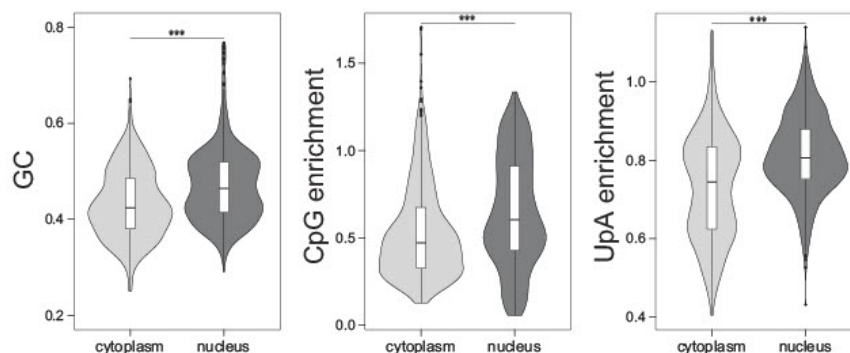 GC
0.8
0.6
0.4
0.2
***
cytoplasm nucleus
CpG enrichment
1.5
1.0
0.5
0.0
***
cytoplasm nucleus
UpA enrichment
1.0
0.8
0.6
0.4
***
cytoplasm nucleus